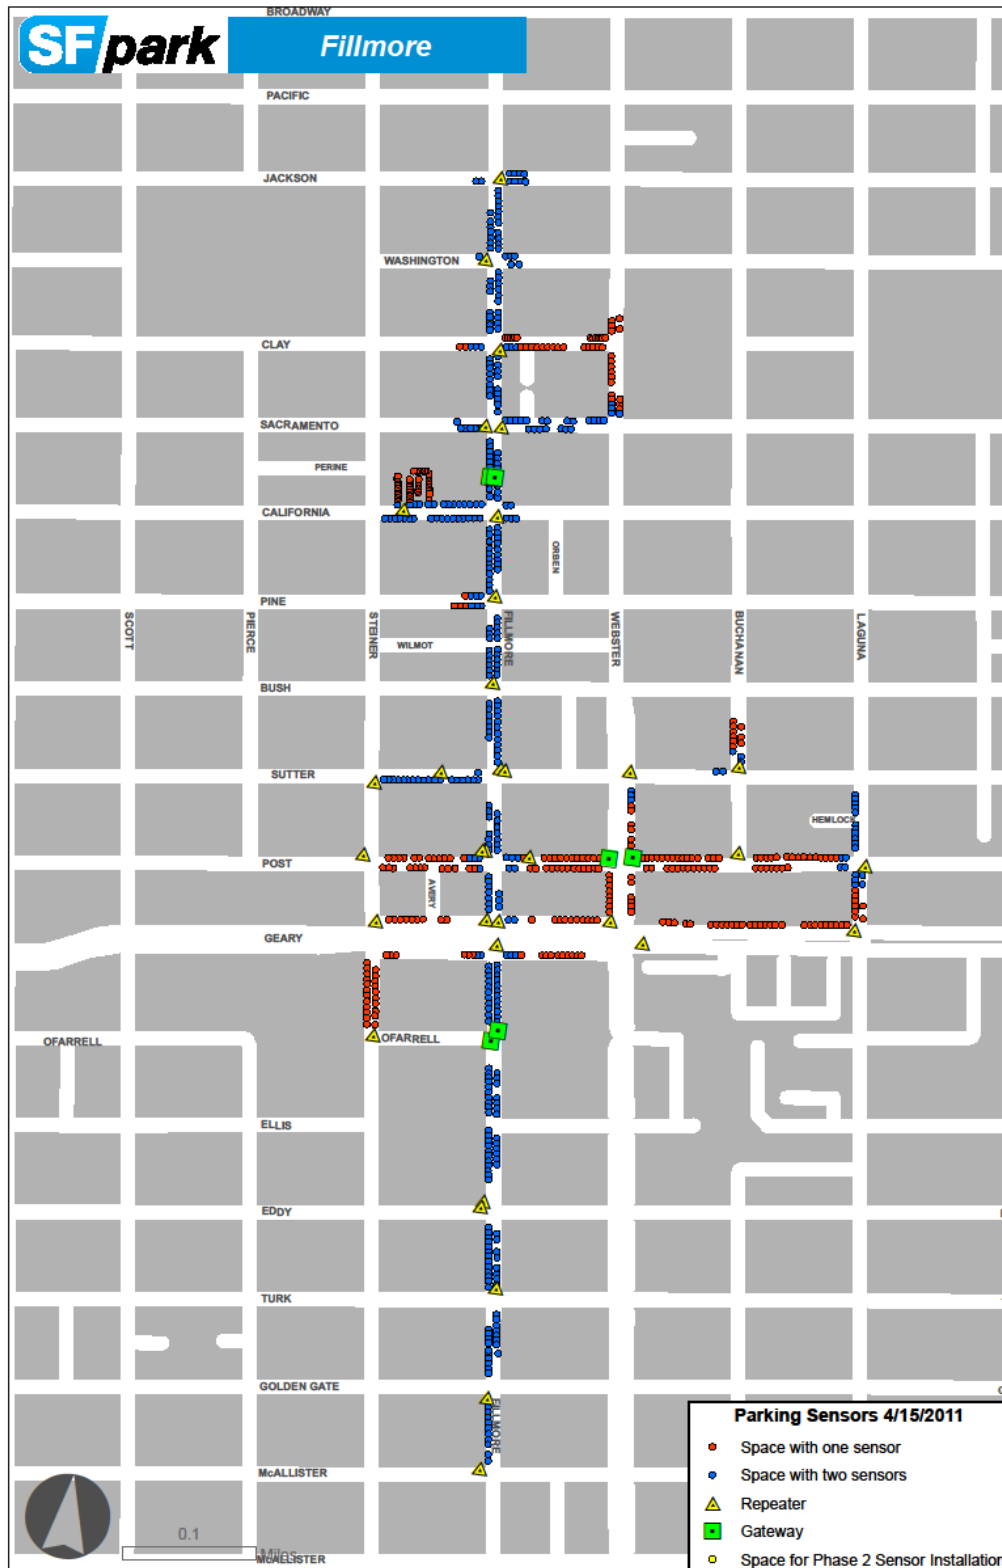 BROADWAY
SFpark
Fillmore
PACIFIC
JACKSON
WASHINGTON
CLAY
SACRAMENTO
PERINE
CALIFORNIA
ORBEN
PINE
SCOTT
PIERCE
STEINER
FILLMORE
WEBSTER
BUCHANAN
LAGUNA
WILMOT
BUSH
SUTTER
HEMLOCK
POST
AVERY
GEARY
OFARRELL
OFARRELL
ELLIS
EDDY
TURK
GOLDEN GATE
FILLMORE
McALLISTER
0.1
Miles
McALLISTER
Parking Sensors 4/15/2011
Space with one sensor
Space with two sensors
Repeater
Gateway
Space for Phase 2 Sensor Installation